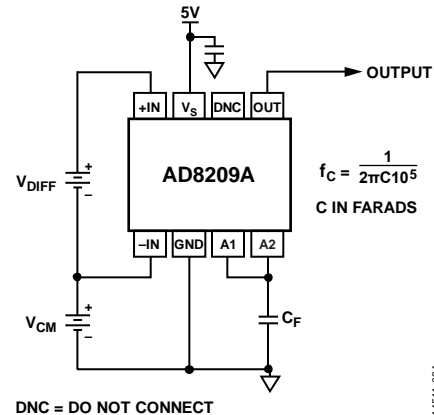 5V
OUTPUT
+IN
VS
DNC
OUT
AD8209A
VDIFF
+
–
fC = 1 / 2πC10^5
C IN FARADS
–IN
GND
A1
A2
VCM
+
–
CF
DNC = DO NOT CONNECT